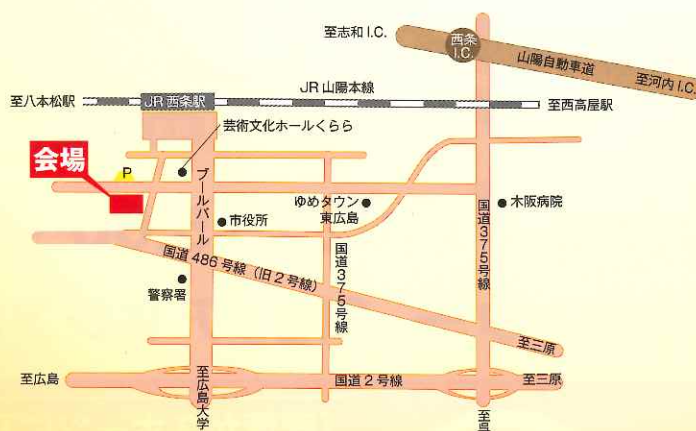 至志和 I.C.
西条
I.C.
山陽自動車道
至河内 I.C.
JR 山陽本線
至八本松駅
JR 西条駅
至西高屋駅
芸術文化ホールくらら
会場
P
ブールバール
市役所
ゆめタウン
東広島
木阪病院
国道375号線
国道375号線
国道 486 号線（旧 2 号線）
警察署
至三原
至広島
至広島大学
国道 2 号線
至三原
至呉